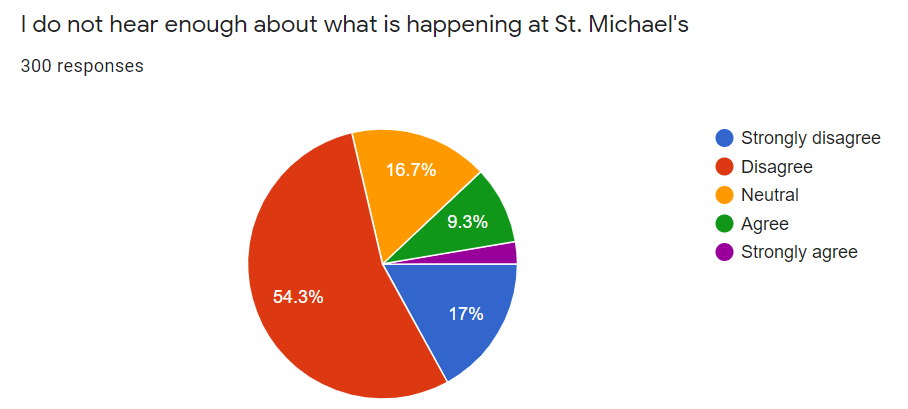 I do not hear enough about what is happening at St. Michael's
300 responses
Strongly disagree
Disagree
Neutral
Agree
Strongly agree
16.7%
9.3%
54.3%
17%